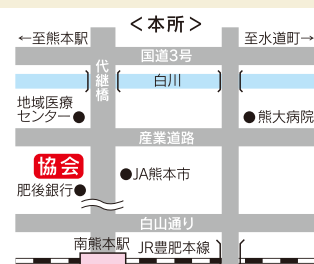 ＜本所＞
←至熊本駅
至水道町→
国道3号
代継橋
白川
地域医療
センター●
●熊大病院
産業道路
協会
●JA熊本市
肥後銀行●
白山通り
南熊本駅
JR豊肥本線